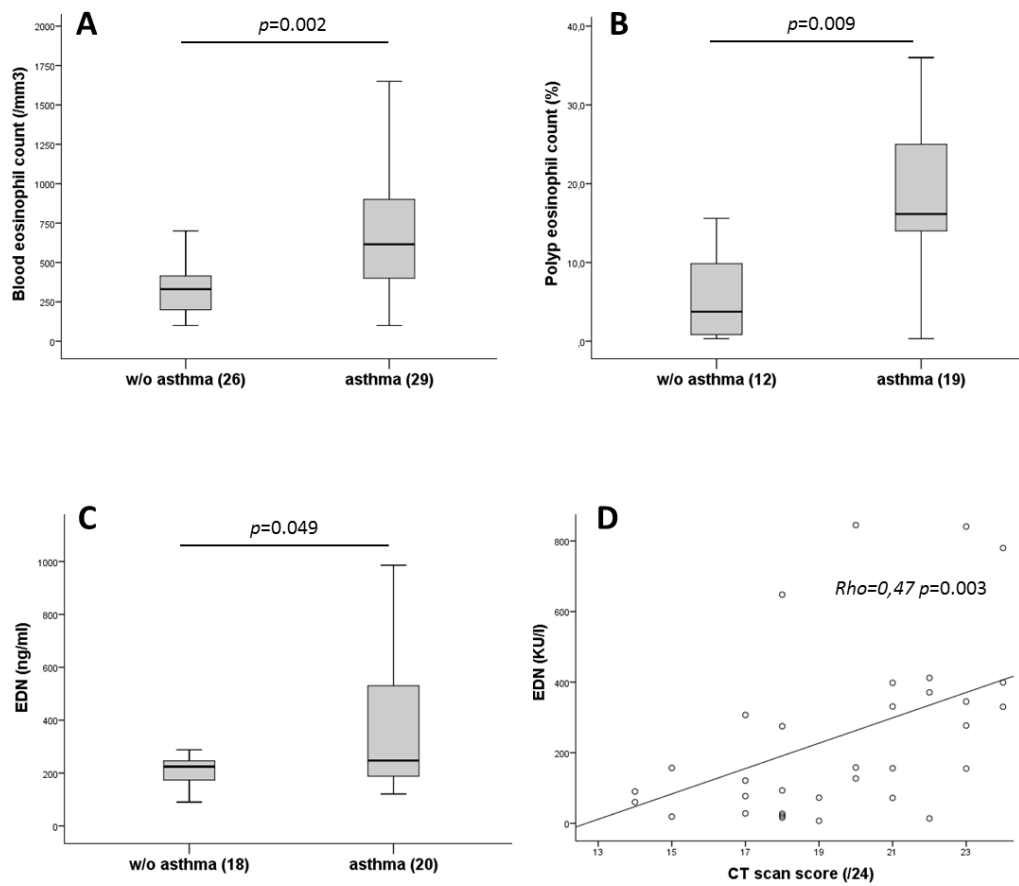 A
p=0.002
Blood eosinophil count (/mm3)
2000
1750
1500
1250
1000
750
500
250
0
w/o asthma (26)
asthma (29)
B
p=0.009
Polyp eosinophil count (%)
40,0
30,0
20,0
10,0
,0
w/o asthma (12)
asthma (19)
C
p=0.049
EDN (ng/ml)
1000
800
600
400
200
0
w/o asthma (18)
asthma (20)
D
Rho=0,47 p=0.003
EDN (KU/l)
800
600
400
200
0
13 15 17 19 21 23
CT scan score (/24)